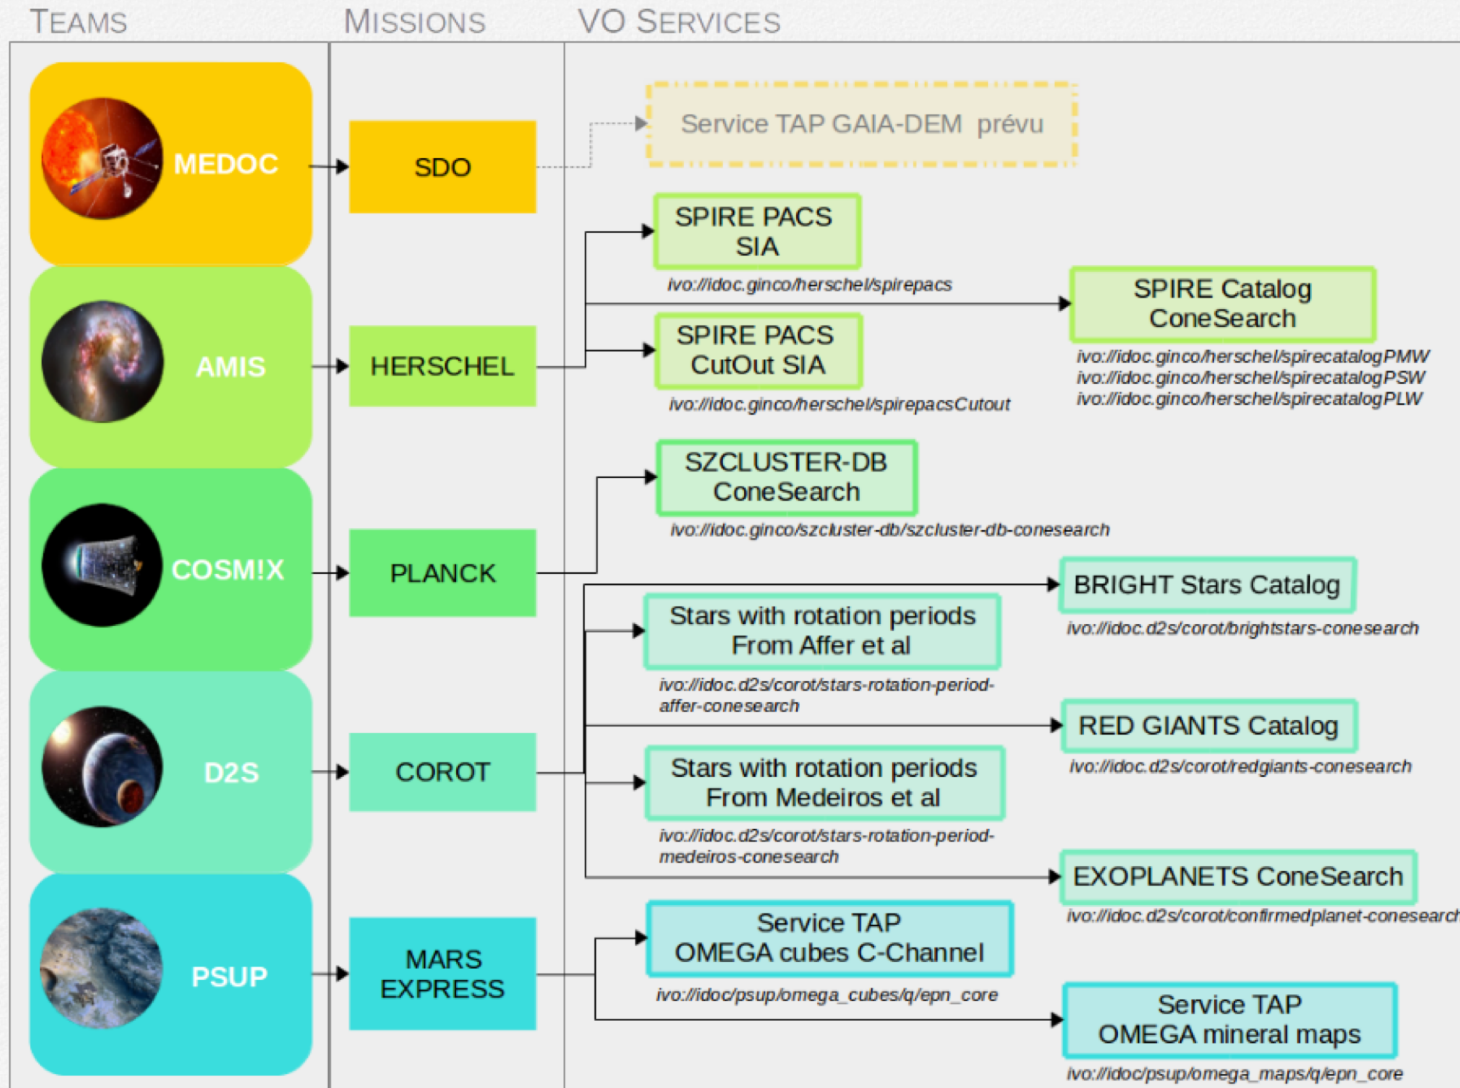 TEAMS
MISSIONS
VO SERVICES
MEDOC
SDO
Service TAP GAIA-DEM prévu
AMIS
HERSCHEL
SPIRE PACS
SIA
ivo://idoc.ginco/herschel/spirepacs
SPIRE Catalog
ConeSearch
ivo://idoc.ginco/herschel/spirecatalogPMW
ivo://idoc.ginco/herschel/spirecatalogPSW
ivo://idoc.ginco/herschel/spirecatalogPLW
SPIRE PACS
CutOut SIA
ivo://idoc.ginco/herschel/spirepacsCutout
COSM!X
PLANCK
SZCLUSTER-DB
ConeSearch
ivo://idoc.ginco/szcluster-db/szcluster-db-conesearch
D2S
COROT
BRIGHT Stars Catalog
ivo://idoc.d2s/corot/brightstars-conesearch
Stars with rotation periods
From Affer et al
ivo://idoc.d2s/corot/stars-rotation-period-
affer-conesearch
RED GIANTS Catalog
ivo://idoc.d2s/corot/redgiants-conesearch
Stars with rotation periods
From Medeiros et al
ivo://idoc.d2s/corot/stars-rotation-period-
medeiros-conesearch
EXOPLANETS ConeSearch
ivo://idoc.d2s/corot/confirmedplanet-conesearch
PSUP
MARS
EXPRESS
Service TAP
OMEGA cubes C-Channel
ivo://idoc/psup/omega_cubes/q/epn_core
Service TAP
OMEGA mineral maps
ivo://idoc/psup/omega_maps/q/epn_core